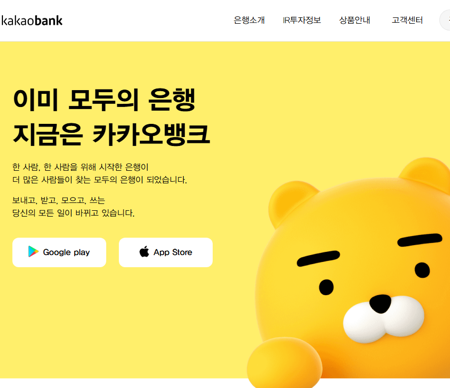 kakaobank
은행소개 IR투자정보 상품안내 고객센터
이미 모두의 은행
지금은 카카오뱅크
한 사람, 한 사람을 위해 시작한 은행이
더 많은 사람들이 찾는 모두의 은행이 되었습니다.
보내고, 받고, 모으고, 쓰는
당신의 모든 일이 바뀌고 있습니다.
Google play App Store